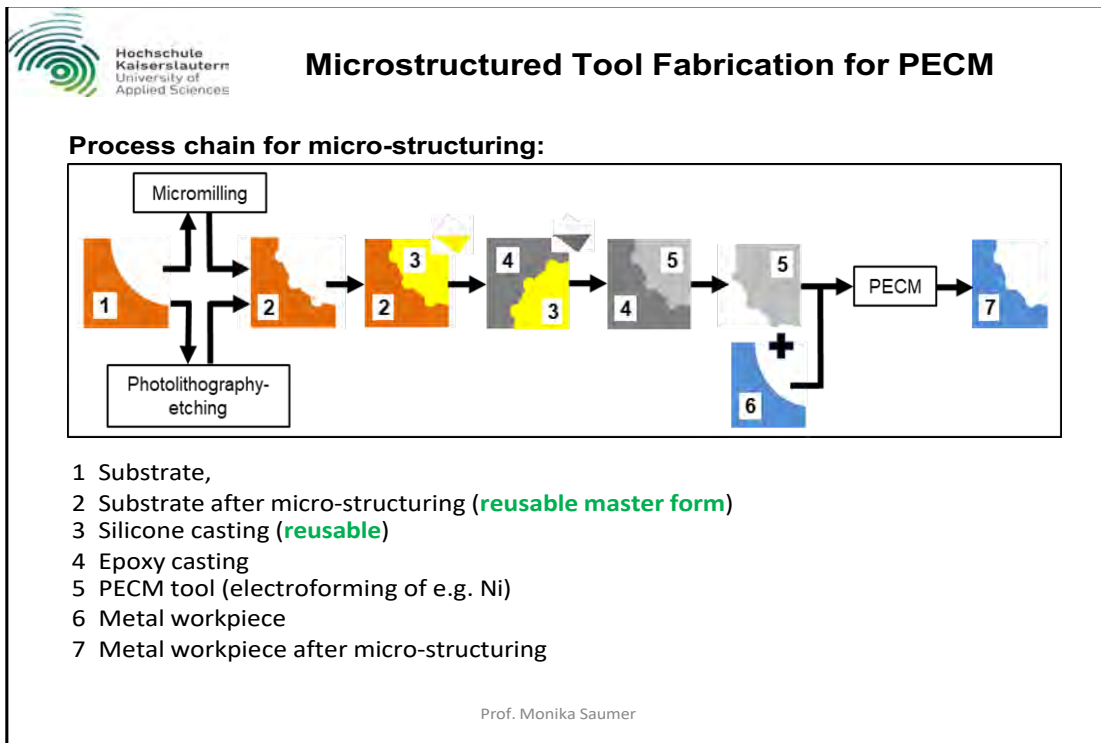 Hochschule
Kaiserslautern
University of
Applied Sciences
Microstructured Tool Fabrication for PECM
Process chain for micro-structuring:
Micromilling
1
2
3
2
4
3
5
4
5
6
PECM
7
Photolithography-
etching
1 Substrate,
2 Substrate after micro-structuring (reusable master form)
3 Silicone casting (reusable)
4 Epoxy casting
5 PECM tool (electroforming of e.g. Ni)
6 Metal workpiece
7 Metal workpiece after micro-structuring
Prof. Monika Saumer